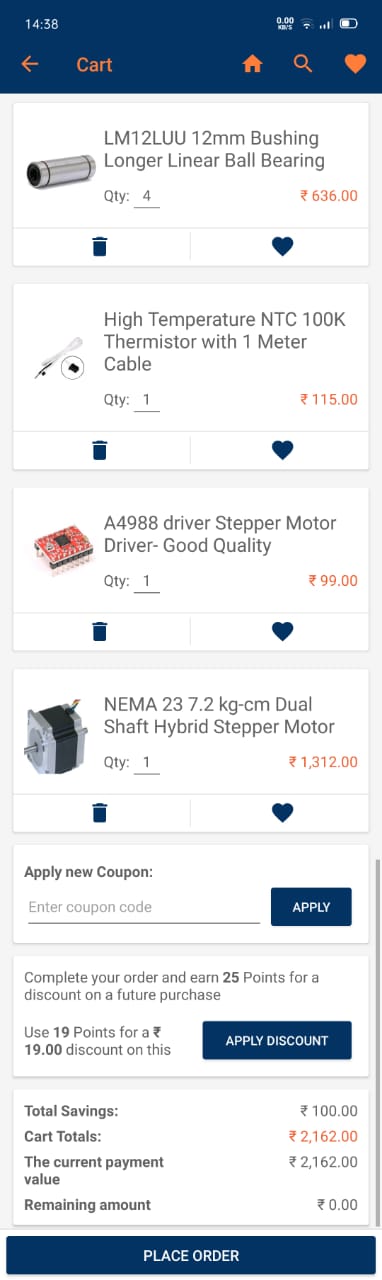 14:38
0.00
KB/S
Cart
LM12LUU 12mm Bushing
Longer Linear Ball Bearing
Qty: 4
₹ 636.00
High Temperature NTC 100K
Thermistor with 1 Meter
Cable
Qty: 1
₹ 115.00
A4988 driver Stepper Motor
Driver- Good Quality
Qty: 1
₹ 99.00
NEMA 23 7.2 kg-cm Dual
Shaft Hybrid Stepper Motor
Qty: 1
₹ 1,312.00
Apply new Coupon:
Enter coupon code
APPLY
Complete your order and earn 25 Points for a
discount on a future purchase
Use 19 Points for a ₹
19.00 discount on this
APPLY DISCOUNT
Total Savings: ₹ 100.00
Cart Totals: ₹ 2,162.00
The current payment ₹ 2,162.00
value
Remaining amount ₹ 0.00
PLACE ORDER